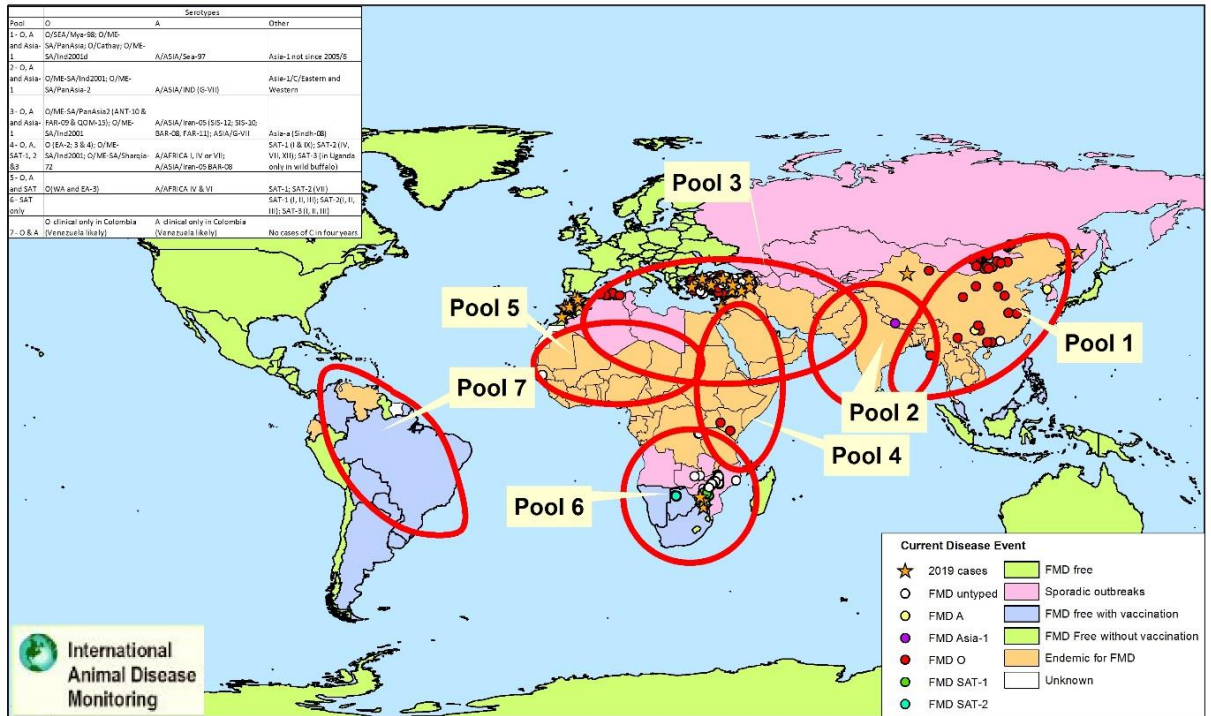 Serotypes
Pool O A Other
1 - O, A and Asia-1 O/SEA/Mya-98; O/ME-SA/PanAsia; O/Cathay; O/ME-SA/Ind2001d A/ASIA/Sea-97 Asia-1 not since 2005/6
2 - O, A and Asia-1 O/ME-SA/Ind2001; O/ME-SA/PanAsia-2 A/ASIA/IND (G-VII) Asia-1/C/Eastern and Western
3 - O, A and Asia-1 O/ME-SA/PanAsia2 (ANT-10 & FAR-09 & QOM-15); O/ME-SA/Ind2001 A/ASIA/Iran-05 (SIS-12; SIS-10; BAR-08, FAR-11); ASIA/G-VII Asia-a (Sindh-08)
4 - O, A, SAT-1, 2 &3 O (EA-2; 3 & 4); O/ME-SA/Ind2001; O/ME-SA/Sharqia-72 A/AFRICA I, IV or VII; A/ASIA/Iran-05 BAR-08 SAT-1 (I & IX); SAT-2 (IV, VII, XII); SAT-3 (in Uganda only in wild buffalo)
5 - O, A and SAT O(WA and EA-3) A/AFRICA IV & VI SAT-1; SAT-2 (VII)
6 - SAT only SAT-1 (I, II, III); SAT-2(I, II, III); SAT-3 (I, II, III)
7 - O & A O clinical only in Colombia (Venezuela likely) A clinical only in Colombia (Venezuela likely) No cases of C in four years
Pool 3
Pool 5
Pool 1
Pool 7
Pool 2
Pool 4
Pool 6
International
Animal Disease
Monitoring
Current Disease Event
2019 cases
FMD untyped
FMD A
FMD Asia-1
FMD O
FMD SAT-1
FMD SAT-2
FMD free
Sporadic outbreaks
FMD free with vaccination
FMD Free without vaccination
Endemic for FMD
Unknown